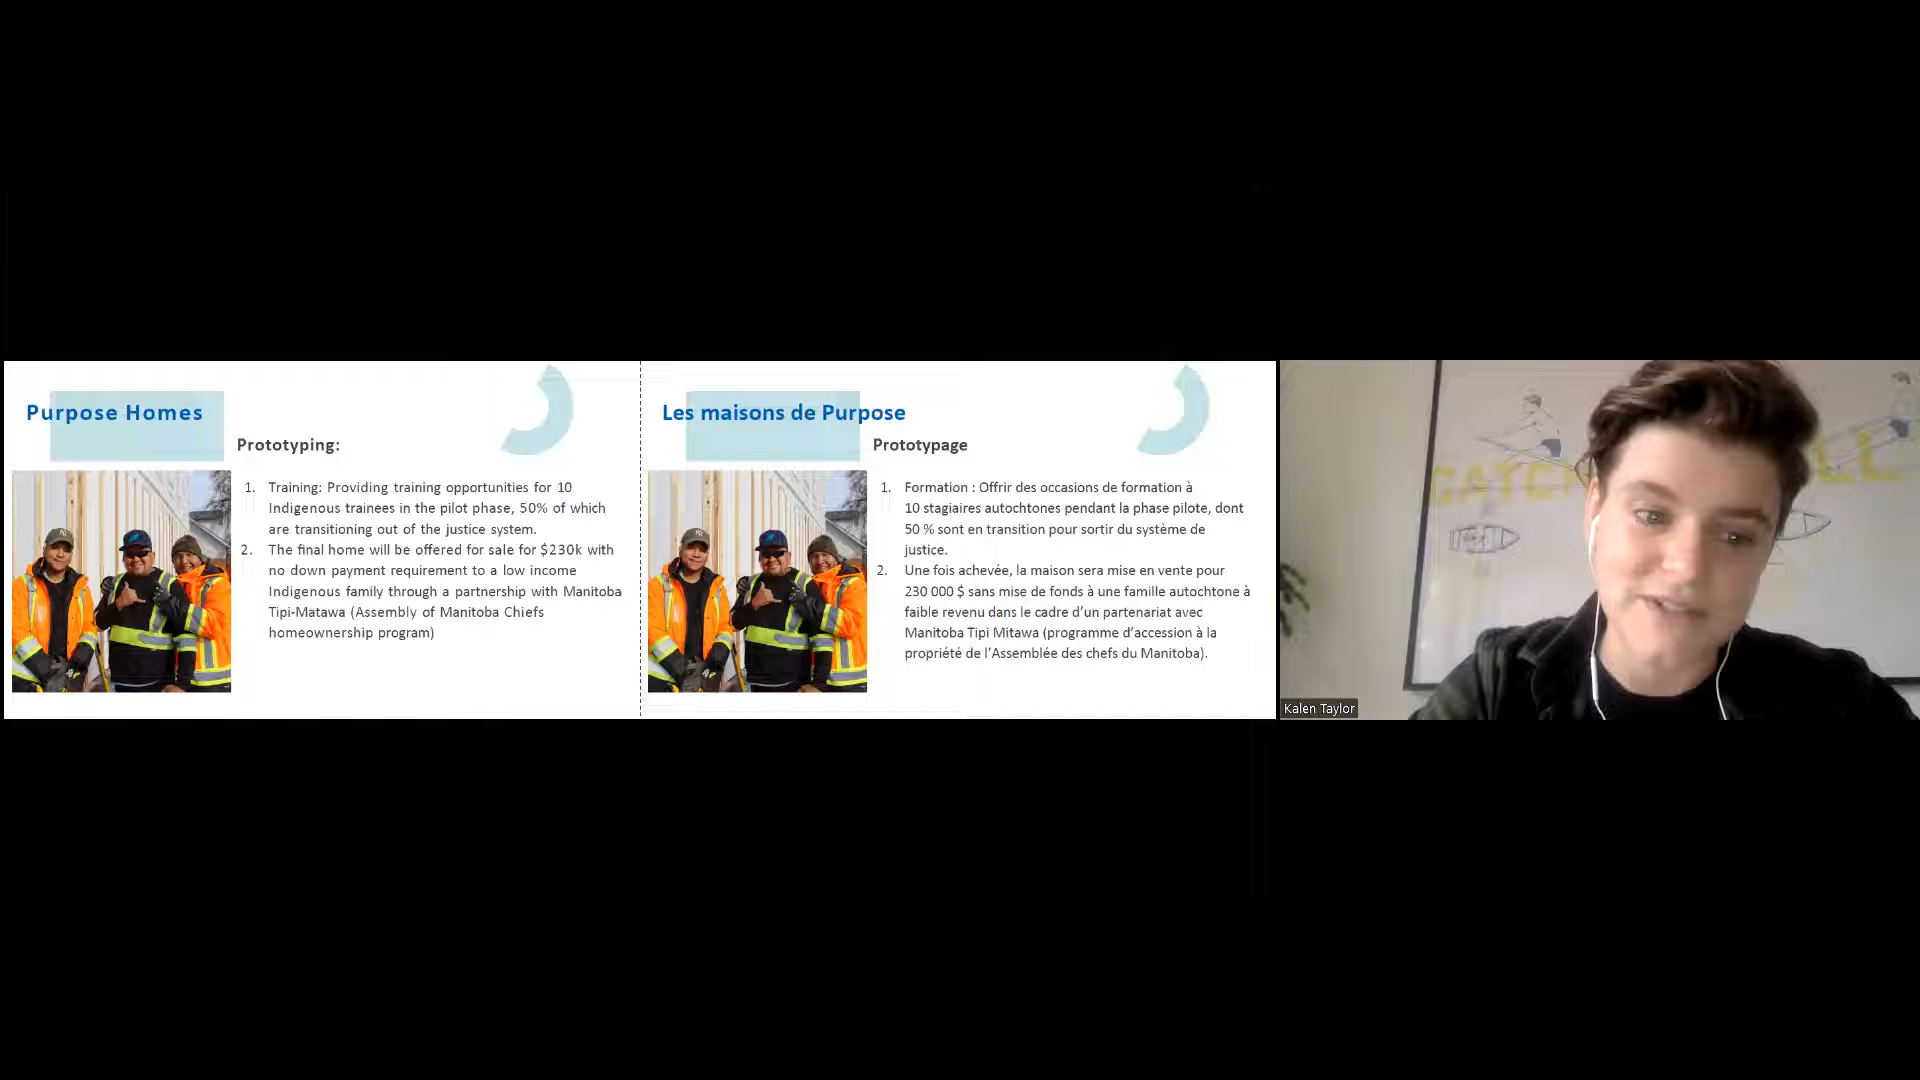 Purpose Homes
Prototyping:
1. Training: Providing training opportunities for 10
Indigenous trainees in the pilot phase, 50% of which
are transitioning out of the justice system.
2. The final home will be offered for sale for $230k with
no down payment requirement to a low income
Indigenous family through a partnership with Manitoba
Tipi-Matawa (Assembly of Manitoba Chiefs
homeownership program)
Les maisons de Purpose
Prototypage
1. Formation : Offrir des occasions de formation à
10 stagiaires autochtones pendant la phase pilote, dont
50 % sont en transition pour sortir du système de
justice.
2. Une fois achevée, la maison sera mise en vente pour
230 000 $ sans mise de fonds à une famille autochtone à
faible revenu dans le cadre d'un partenariat avec
Manitoba Tipi Mitawa (programme d'accession à la
propriété de l'Assemblée des chefs du Manitoba).
CATCH
Kalen Taylor